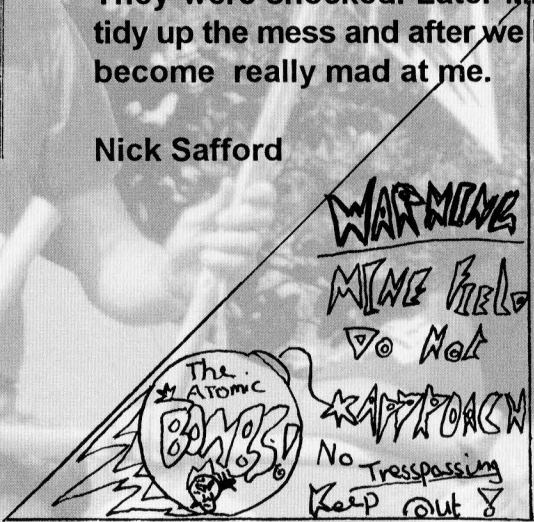 They were shocked. Later
tidy up the mess and after we
become really mad at me.
Nick Safford
WARNING
MINE FIELD
Do Not
APPROACH
No Tresspassing
Keep Out !
The
ATOMIC
BOMBS!